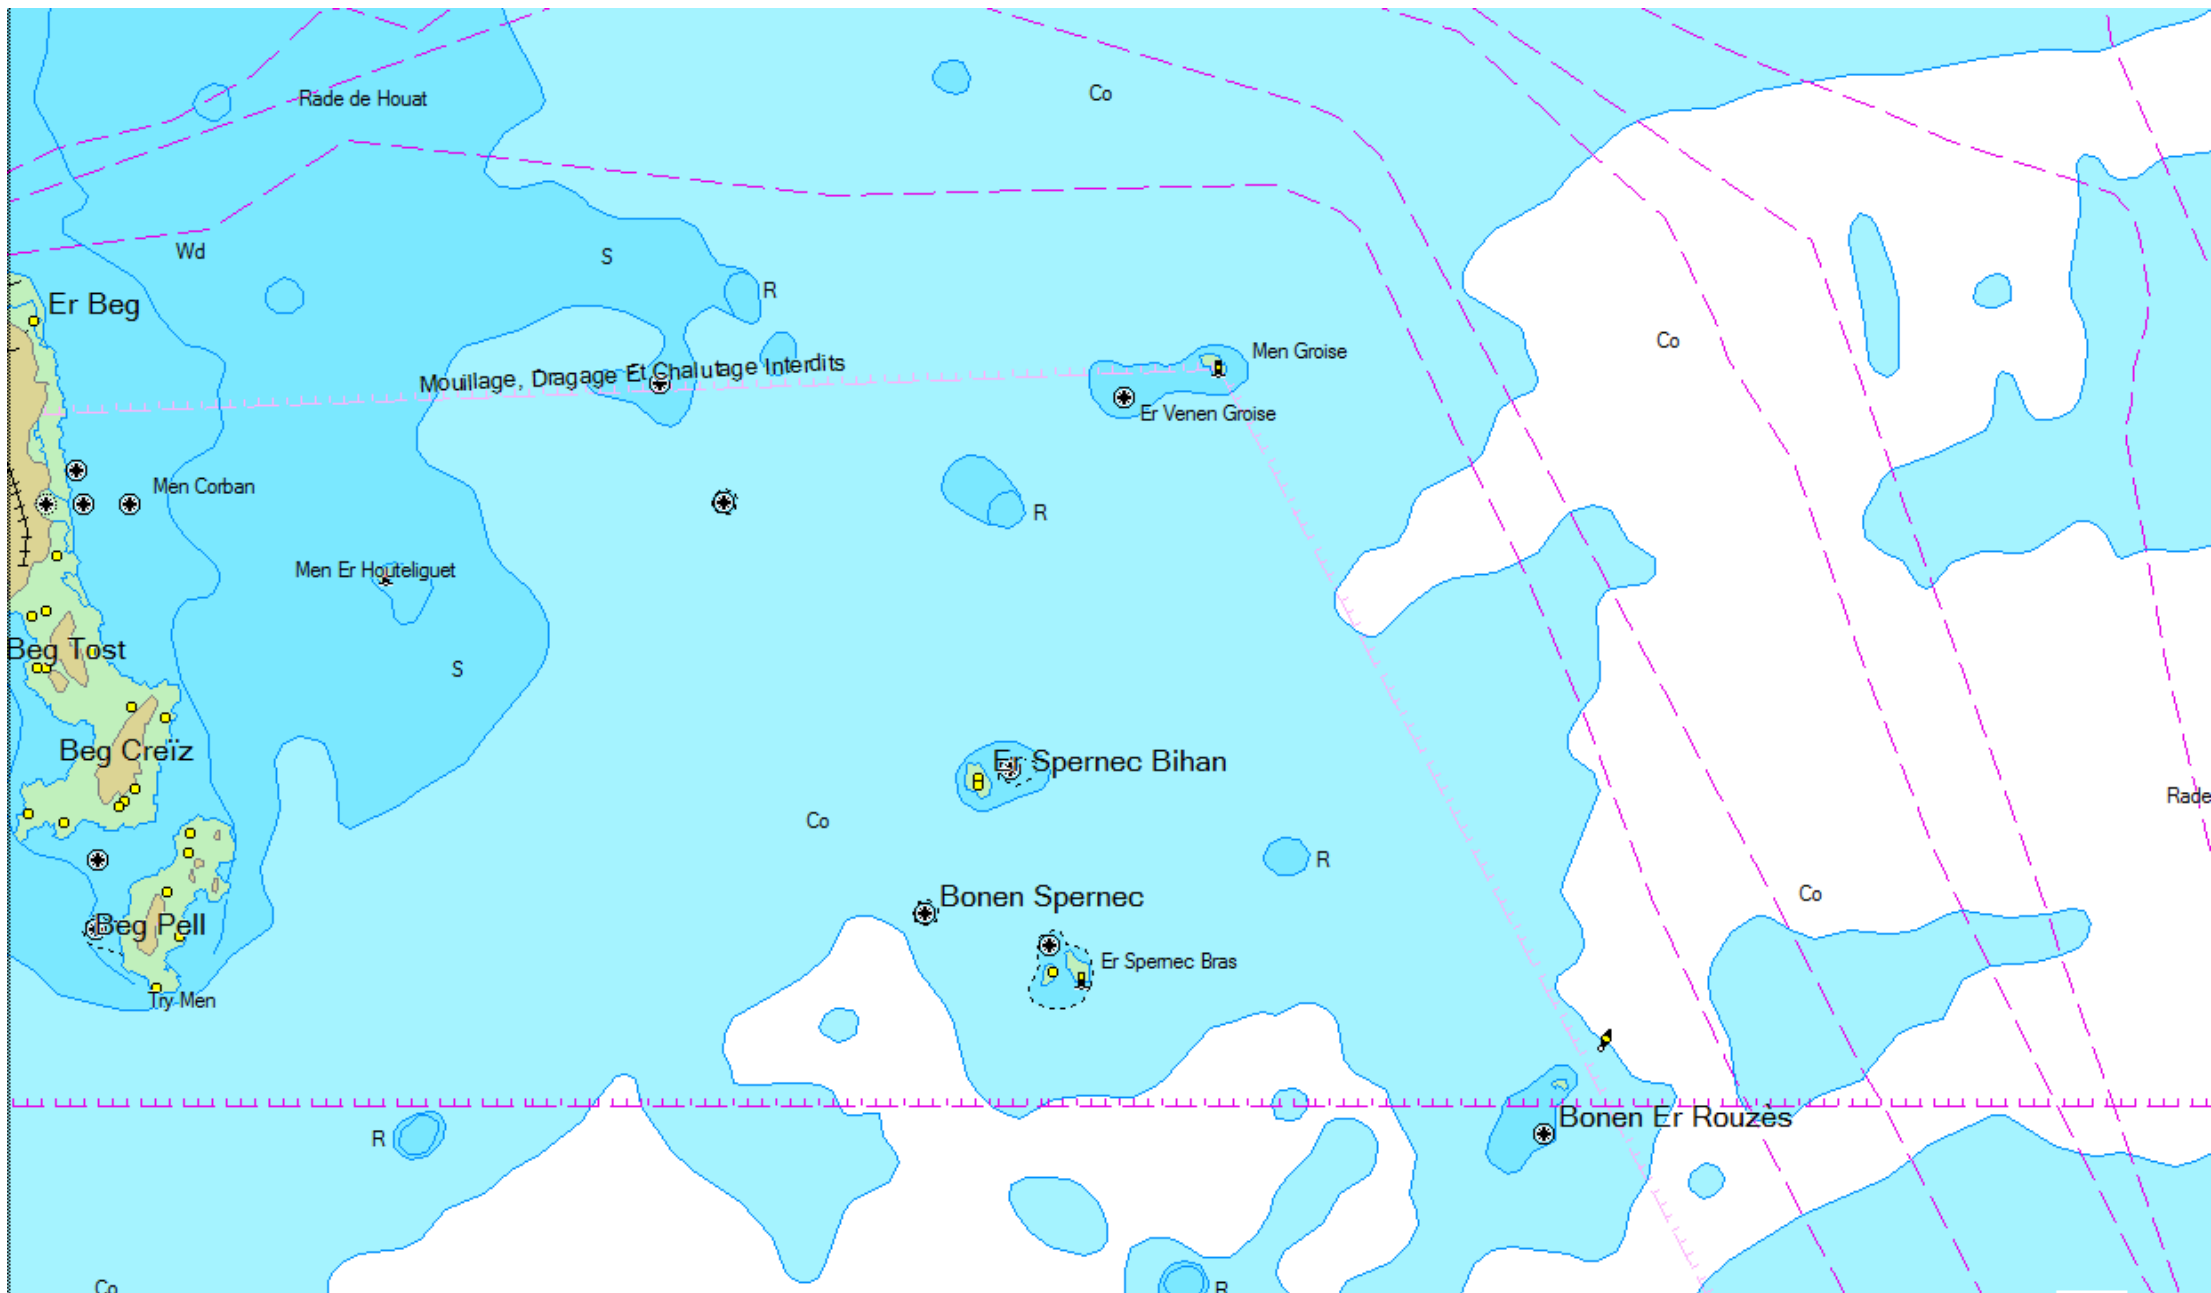 Co
Rade de Houat
Wd
S
R
Er Beg
Co
Men Groise
Mouillage, Dragage Et Chalutage Interdits
Er Venen Groise
Men Corban
R
Men Er Houteliguet
Beg Tost
S
Beg Creïz
Er Spernec Bihan
Rade
Co
R
Co
Bonen Spernec
Beg Pell
Er Spernec Bras
Try Men
Bonen Er Rouzès
R
Co
R